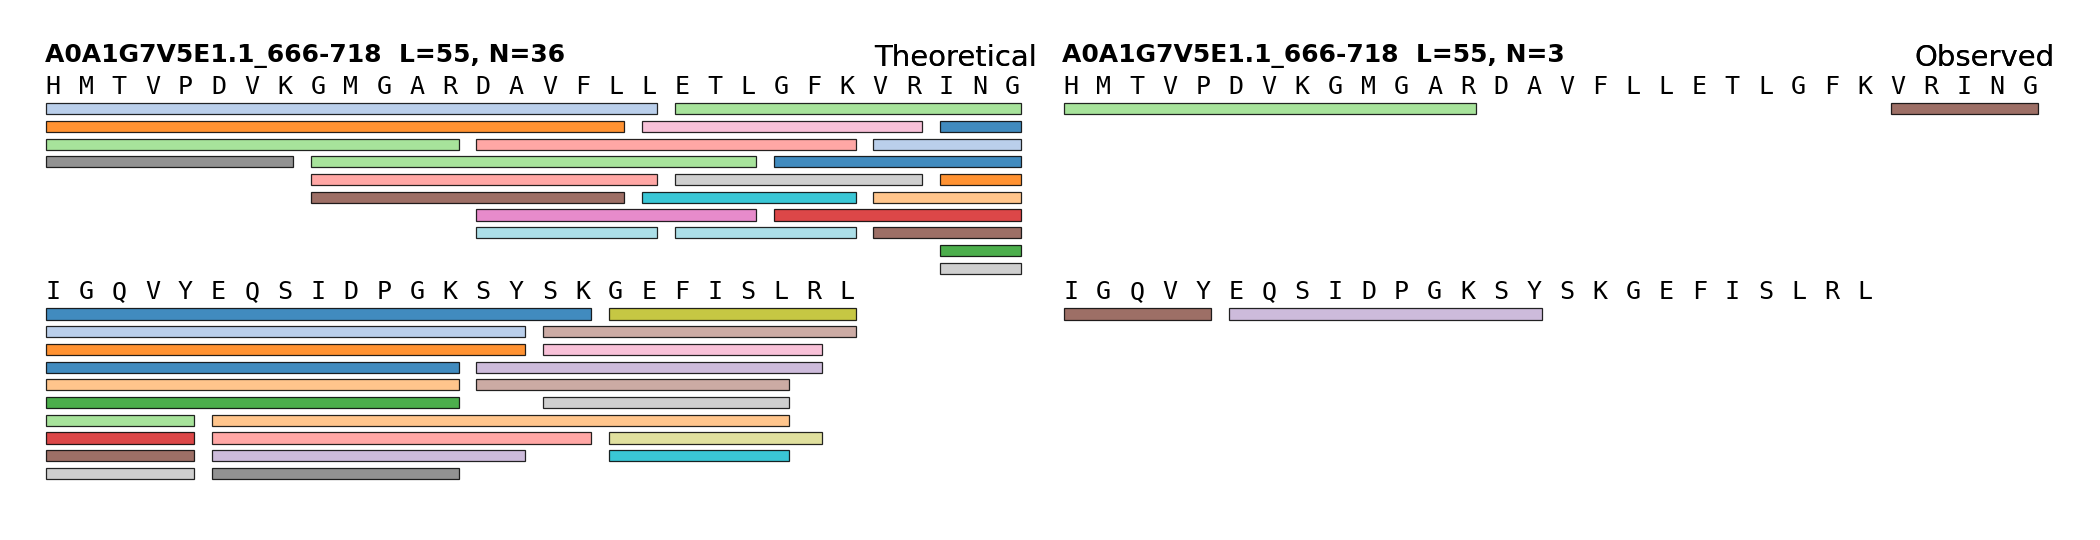 A0A1G7V5E1.1_666-718 L=55, N=36 Theoretical
H M T V P D V K G M G A R D A V F L L E T L G F K V R I N G
I G Q V Y E Q S I D P G K S Y S K G E F I S L R L
A0A1G7V5E1.1_666-718 L=55, N=3 Observed
H M T V P D V K G M G A R D A V F L L E T L G F K V R I N G
I G Q V Y E Q S I D P G K S Y S K G E F I S L R L